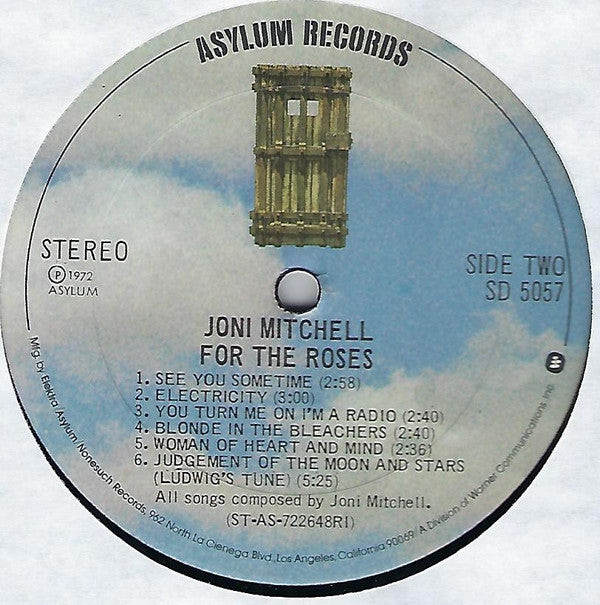 ASYLUM RECORDS
STEREO
Ⓟ 1972
ASYLUM
SIDE TWO
SD 5057
JONI MITCHELL
FOR THE ROSES
1. SEE YOU SOMETIME (2:58)
2. ELECTRICITY (3:00)
3. YOU TURN ME ON I'M A RADIO (2:40)
4. BLONDE IN THE BLEACHERS (2:40)
5. WOMAN OF HEART AND MIND (2:36)
6. JUDGEMENT OF THE MOON AND STARS
(LUDWIG'S TUNE) (5:25)
All songs composed by Joni Mitchell.
(ST-AS-722648RI)
Mfg. by Elektra/Asylum/Nonesuch Records, 962 North La Cienega Blvd., Los Angeles, California 90069/A Division of Warner Communications Inc.